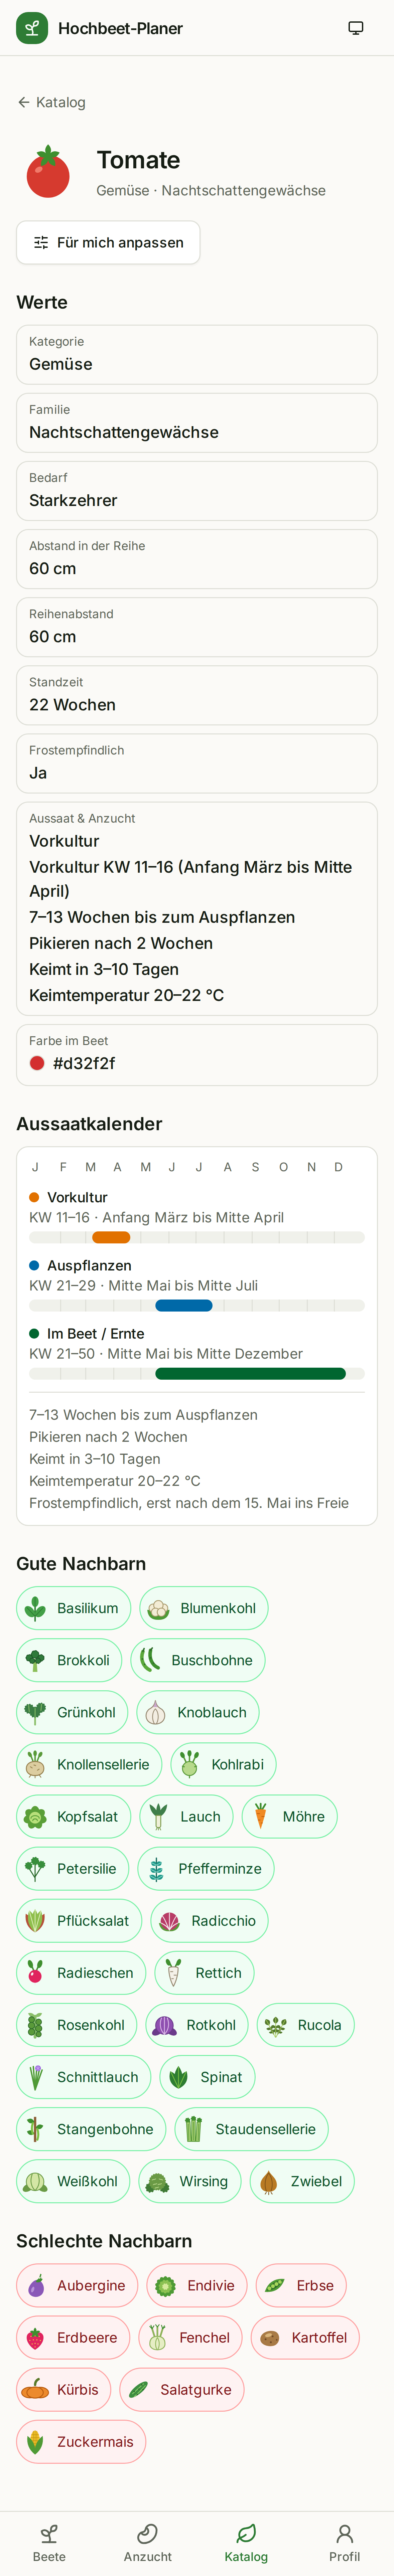 Hochbeet-Planer
← Katalog
Tomate
Gemüse · Nachtschattengewächse
Für mich anpassen
Werte
Kategorie
Gemüse
Familie
Nachtschattengewächse
Bedarf
Starkzehrer
Abstand in der Reihe
60 cm
Reihenabstand
60 cm
Standzeit
22 Wochen
Frostempfindlich
Ja
Aussaat & Anzucht
Vorkultur
Vorkultur KW 11–16 (Anfang März bis Mitte
April)
7–13 Wochen bis zum Auspflanzen
Pikieren nach 2 Wochen
Keimt in 3–10 Tagen
Keimtemperatur 20–22 °C
Farbe im Beet
#d32f2f
Aussaatkalender
J F M A M J J A S O N D
Vorkultur
KW 11–16 · Anfang März bis Mitte April
Auspflanzen
KW 21–29 · Mitte Mai bis Mitte Juli
Im Beet / Ernte
KW 21–50 · Mitte Mai bis Mitte Dezember
7–13 Wochen bis zum Auspflanzen
Pikieren nach 2 Wochen
Keimt in 3–10 Tagen
Keimtemperatur 20–22 °C
Frostempfindlich, erst nach dem 15. Mai ins Freie
Gute Nachbarn
Basilikum Blumenkohl
Brokkoli Buschbohne
Grünkohl Knoblauch
Knollensellerie Kohlrabi
Kopfsalat Lauch Möhre
Petersilie Pfefferminze
Pflücksalat Radicchio
Radieschen Rettich
Rosenkohl Rotkohl Rucola
Schnittlauch Spinat
Stangenbohne Staudensellerie
Weißkohl Wirsing Zwiebel
Schlechte Nachbarn
Aubergine Endivie Erbse
Erdbeere Fenchel Kartoffel
Kürbis Salatgurke
Zuckermais
Beete Anzucht Katalog Profil